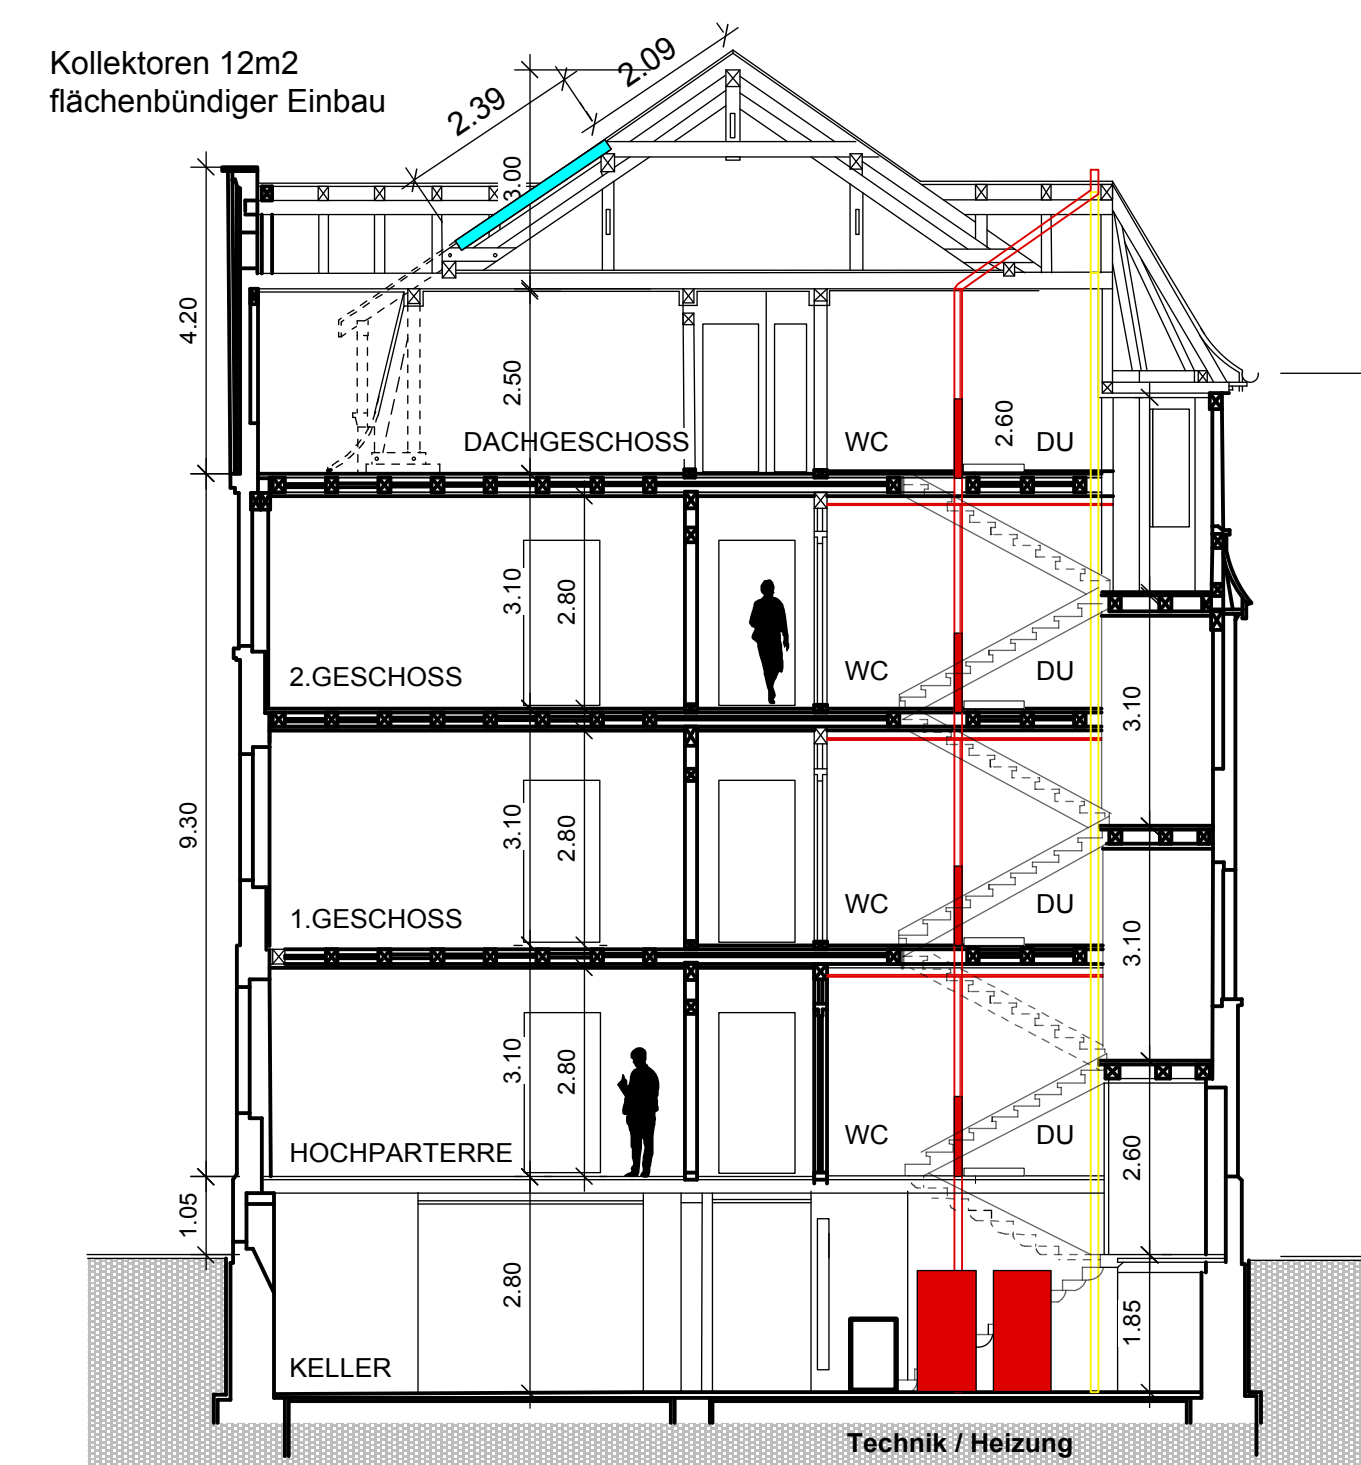 Kollektoren 12m2
flächenbündiger Einbau
2.39
2.09
3.00
4.20
2.50
2.60
DACHGESCHOSS
WC
DU
3.10
2.80
2.GESCHOSS
WC
DU
3.10
9.30
3.10
2.80
1.GESCHOSS
WC
DU
3.10
3.10
2.80
HOCHPARTERRE
WC
DU
2.60
1.05
2.80
1.85
KELLER
Technik / Heizung